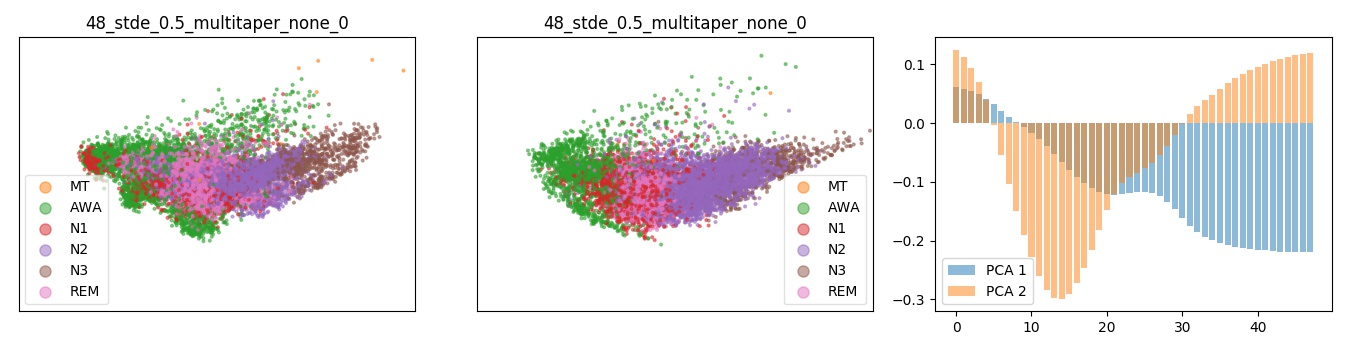 48_stde_0.5_multitaper_none_0
MT
AWA
N1
N2
N3
REM
48_stde_0.5_multitaper_none_0
MT
AWA
N1
N2
N3
REM
0.1
0.0
−0.1
−0.2
−0.3
PCA 1
PCA 2
0
10
20
30
40